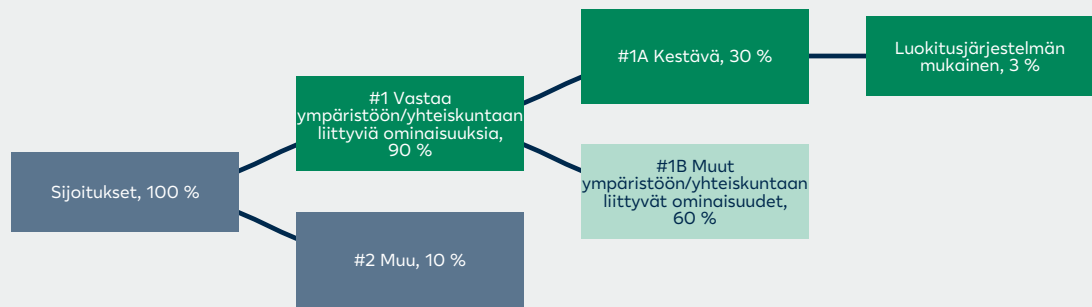 Sijoitukset, 100 %
#1 Vastaa
ympäristöön/yhteiskuntaan
liittyviä ominaisuuksia,
90 %
#2 Muu, 10 %
#1A Kestävä, 30 %
#1B Muut
ympäristöön/yhteiskuntaan
liittyvät ominaisuudet,
60 %
Luokitusjärjestelmän
mukainen, 3 %